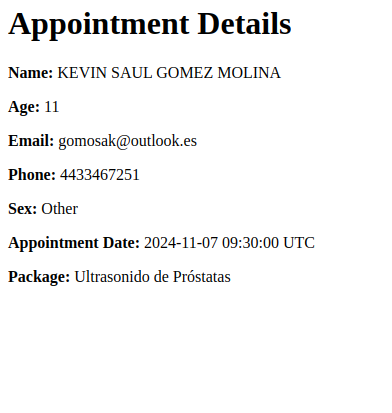 Appointment Details
Name: KEVIN SAUL GOMEZ MOLINA
Age: 11
Email: gomosak@outlook.es
Phone: 4433467251
Sex: Other
Appointment Date: 2024-11-07 09:30:00 UTC
Package: Ultrasonido de Próstatas